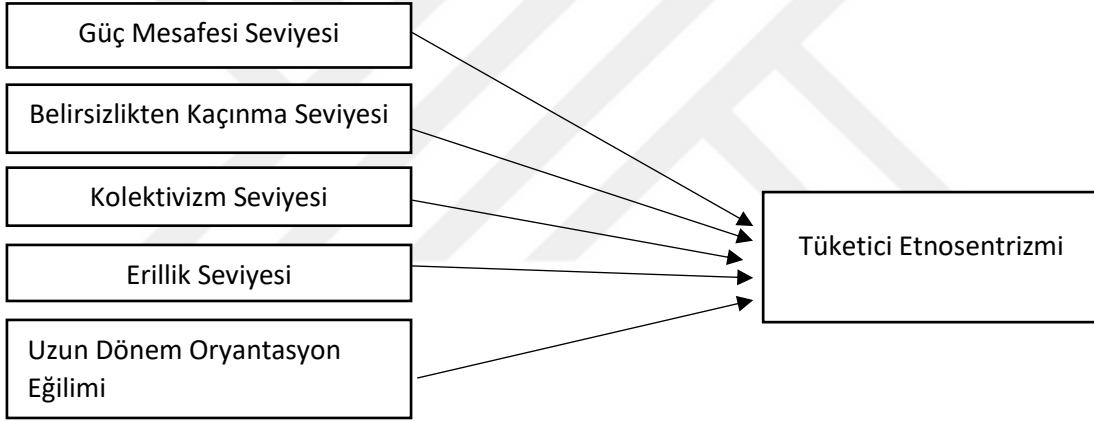 Güç Mesafesi Seviyesi
Belirsizlikten Kaçınma Seviyesi
Kolektivizm Seviyesi
Erillik Seviyesi
Uzun Dönem Oryantasyon
Eğilimi
Tüketici Etnosentrizmi